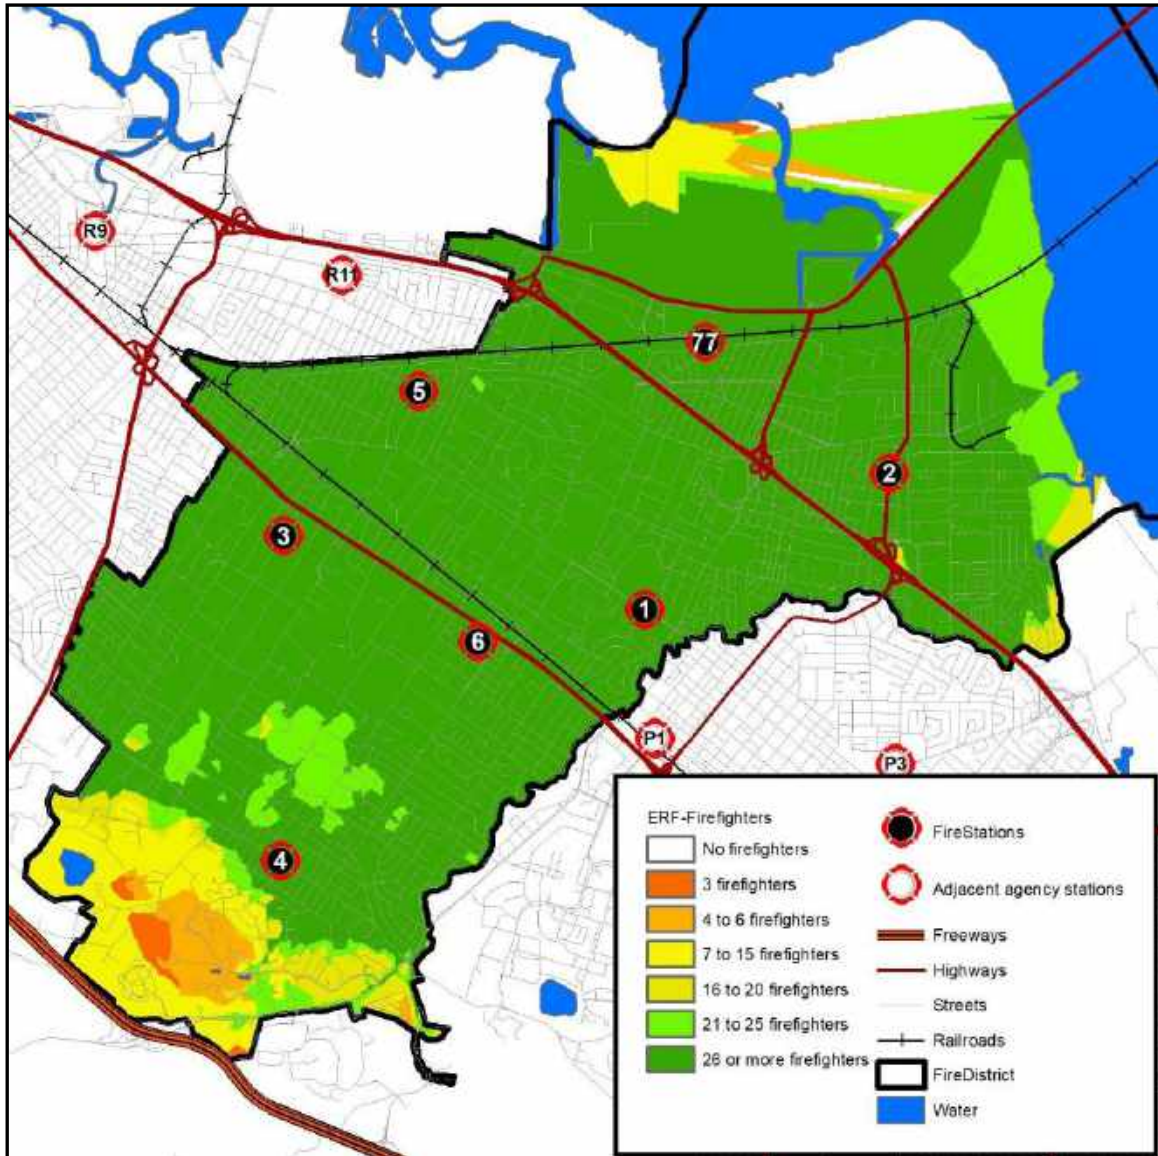 R9
R11
77
5
2
3
1
6
P1
P3
4
ERF-Firefighters
No firefighters
3 firefighters
4 to 6 firefighters
7 to 15 firefighters
16 to 20 firefighters
21 to 25 firefighters
26 or more firefighters
FireStations
Adjacent agency stations
Freeways
Highways
Streets
Railroads
FireDistrict
Water